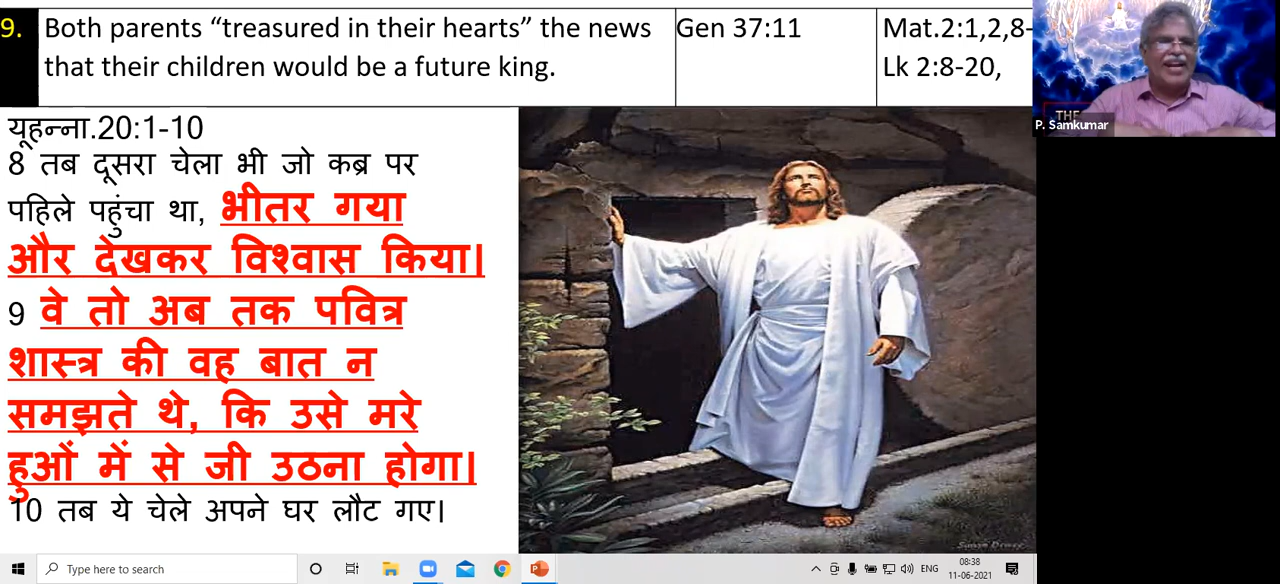 9. Both parents “treasured in their hearts” the news
that their children would be a future king.
Gen 37:11
Mat.2:1,2,8-
Lk 2:8-20,
THE
P. Samkumar
यूहन्ना.20:1-10
8 तब दूसरा चेला भी जो कब्र पर
पहिले पहुंचा था, भीतर गया
और देखकर विश्वास किया।
9 वे तो अब तक पवित्र
शास्त्र की वह बात न
समझते थे, कि उसे मरे
हुओं में से जी उठना होगा।
10 तब ये चेले अपने घर लौट गए।
Simon Dewey
Type here to search
ENG
08:38
11-06-2021